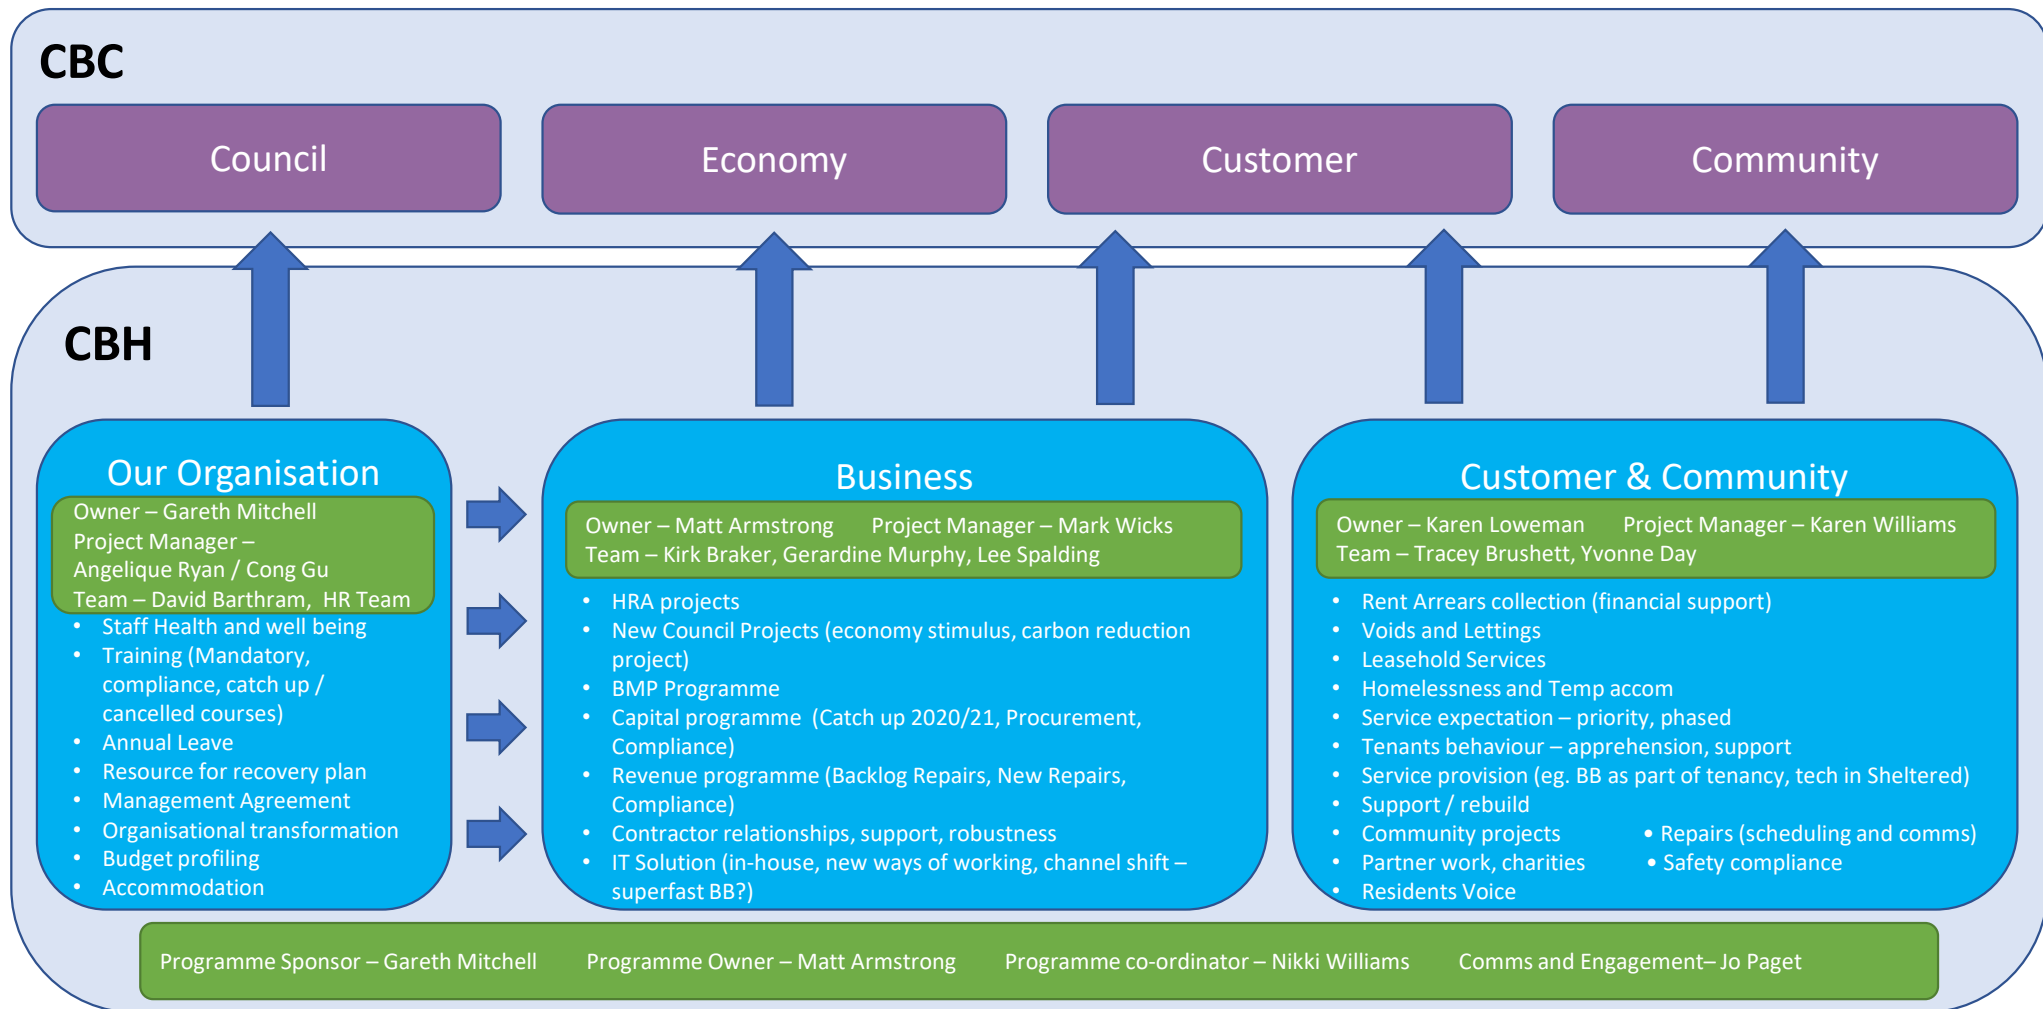 CBC
Council
Economy
Customer
Community
CBH
Our Organisation
Owner – Gareth Mitchell
Project Manager –
Angelique Ryan / Cong Gu
Team – David Barthram, HR Team
• Staff Health and well being
• Training (Mandatory,
compliance, catch up /
cancelled courses)
• Annual Leave
• Resource for recovery plan
• Management Agreement
• Organisational transformation
• Budget profiling
• Accommodation
Business
Owner – Matt Armstrong Project Manager – Mark Wicks
Team – Kirk Braker, Gerardine Murphy, Lee Spalding
• HRA projects
• New Council Projects (economy stimulus, carbon reduction
project)
• BMP Programme
• Capital programme (Catch up 2020/21, Procurement,
Compliance)
• Revenue programme (Backlog Repairs, New Repairs,
Compliance)
• Contractor relationships, support, robustness
• IT Solution (in-house, new ways of working, channel shift –
superfast BB?)
Customer & Community
Owner – Karen Loweman Project Manager – Karen Williams
Team – Tracey Brushett, Yvonne Day
• Rent Arrears collection (financial support)
• Voids and Lettings
• Leasehold Services
• Homelessness and Temp accom
• Service expectation – priority, phased
• Tenants behaviour – apprehension, support
• Service provision (eg. BB as part of tenancy, tech in Sheltered)
• Support / rebuild
• Community projects • Repairs (scheduling and comms)
• Partner work, charities • Safety compliance
• Residents Voice
Programme Sponsor – Gareth Mitchell Programme Owner – Matt Armstrong Programme co-ordinator – Nikki Williams Comms and Engagement– Jo Paget